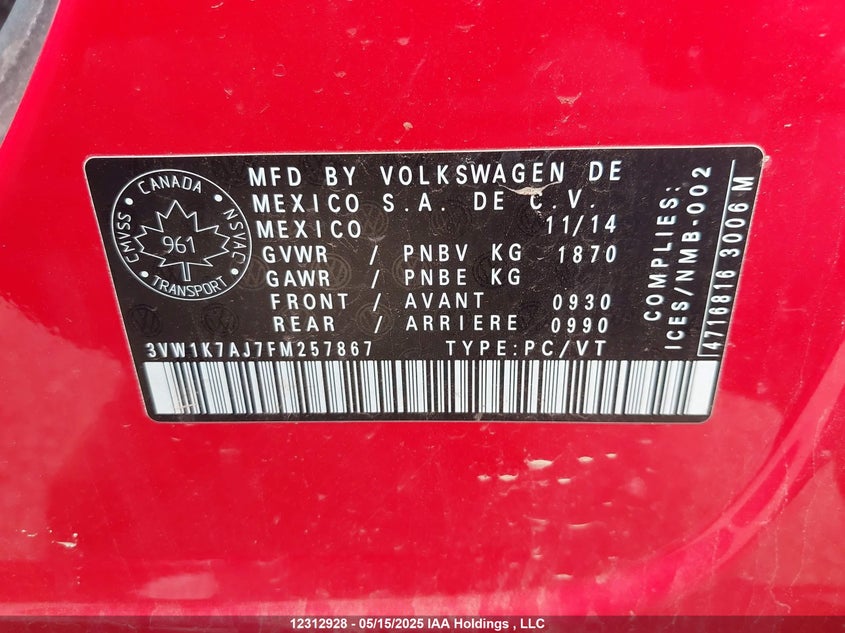 CANADA
CMVSS
NSVAC
961
TRANSPORT
MFD BY VOLKSWAGEN DE
MEXICO S.A. DE C.V.
MEXICO 11/14
GVWR / PNBV KG 1870
GAWR / PNBE KG
FRONT / AVANT 0930
REAR / ARRIERE 0990
3VW1K7AJ7FM257867 TYPE:PC/VT
COMPLIES:
ICES/NMB-002
4716816 3006 M
12312928 - 05/15/2025 IAA Holdings , LLC